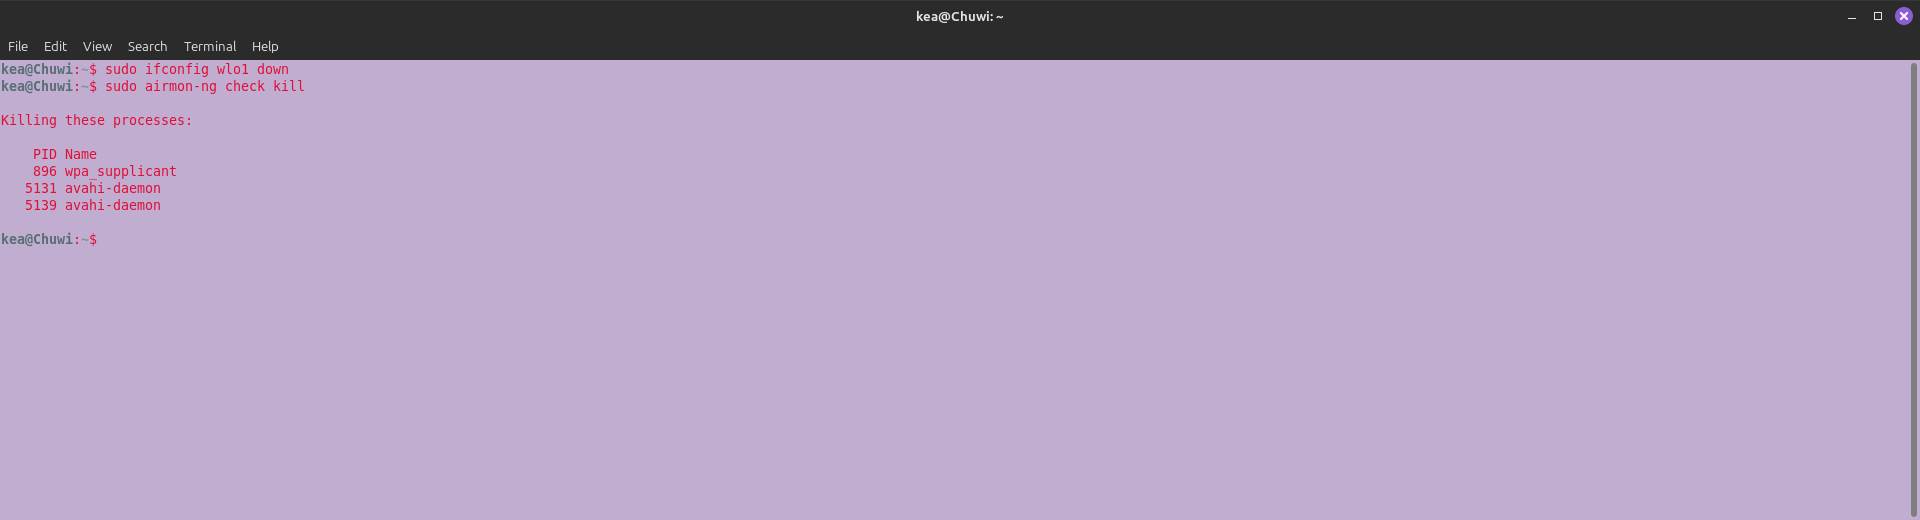 kea@Chuwi: ~
File Edit View Search Terminal Help
kea@Chuwi:~$ sudo ifconfig wlo1 down
kea@Chuwi:~$ sudo airmon-ng check kill
Killing these processes:
PID Name
896 wpa_supplicant
5131 avahi-daemon
5139 avahi-daemon
kea@Chuwi:~$